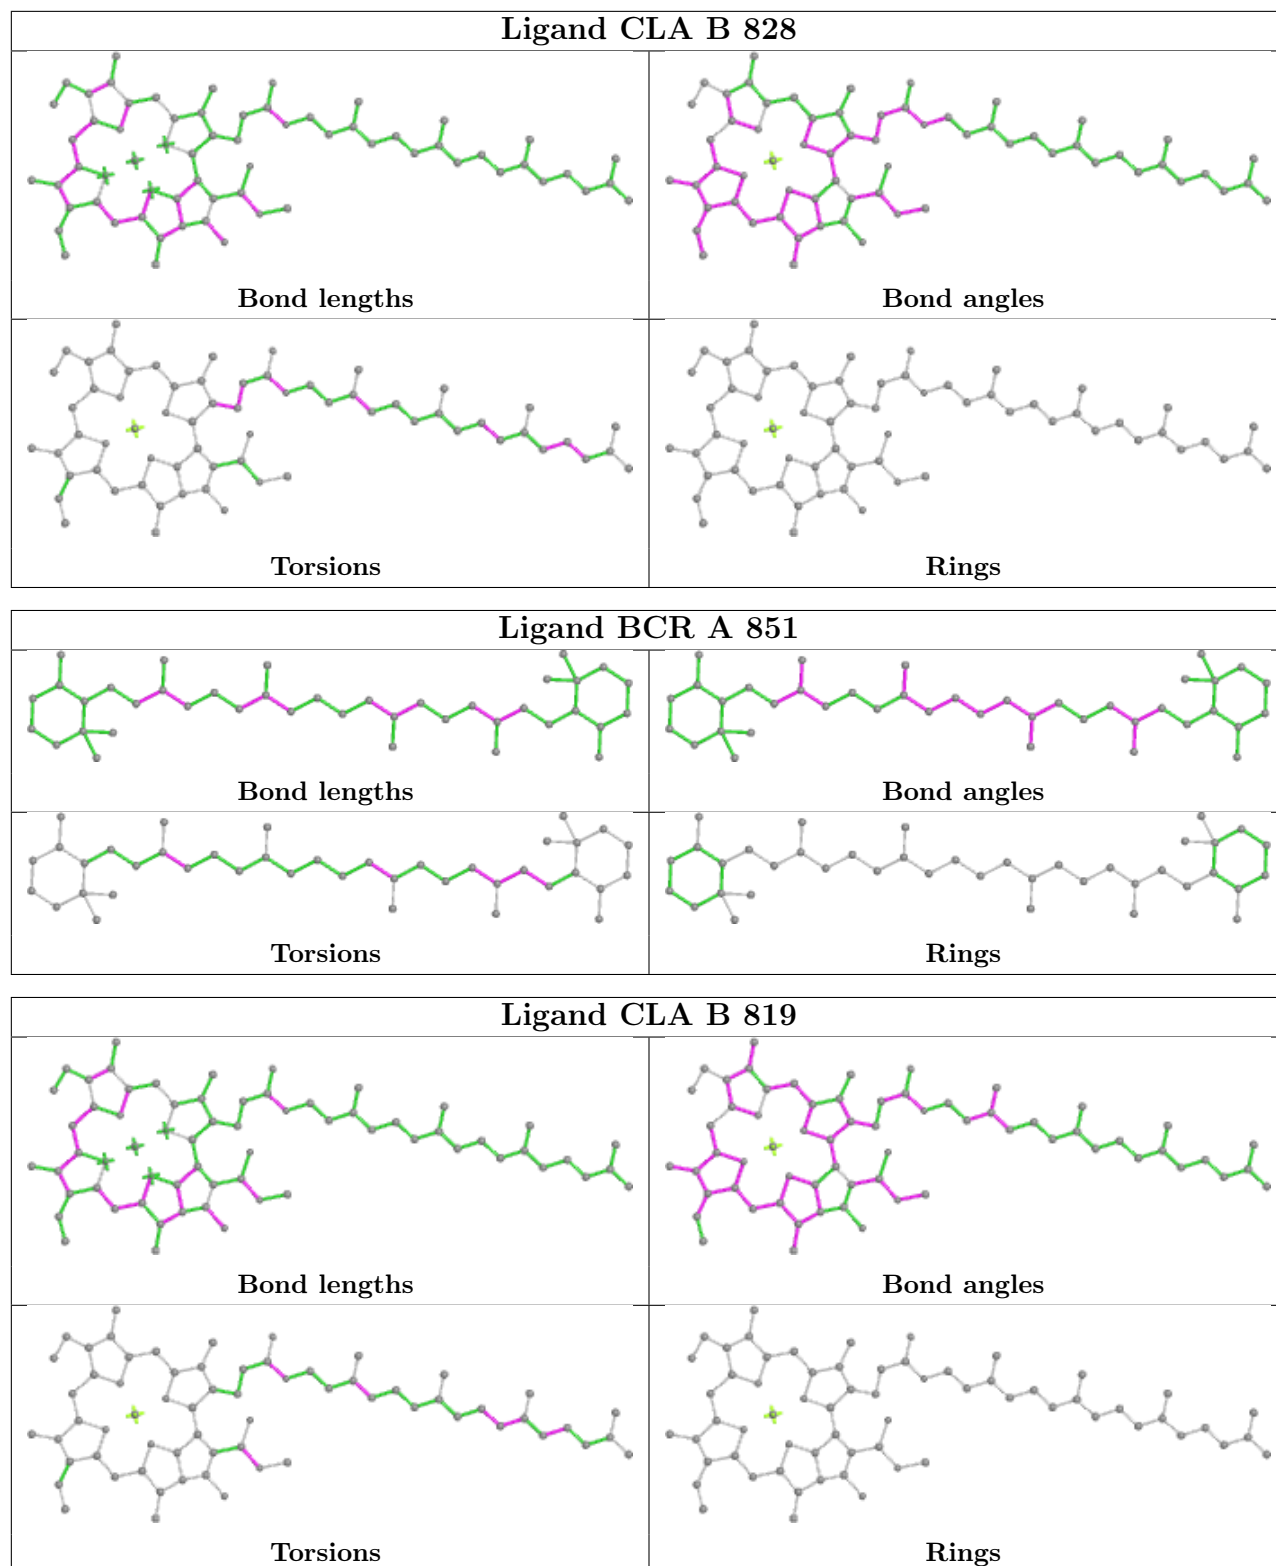 Ligand CLA B 828
Bond lengths
Bond angles
Torsions
Rings
Ligand BCR A 851
Bond lengths
Bond angles
Torsions
Rings
Ligand CLA B 819
Bond lengths
Bond angles
Torsions
Rings